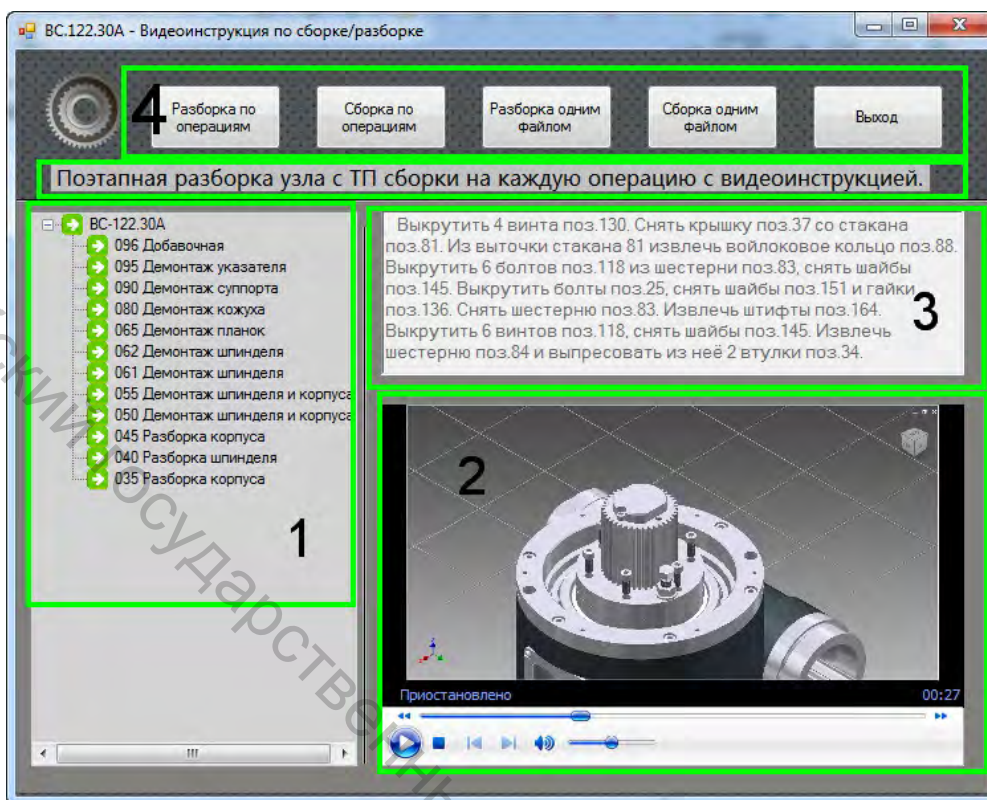 ВС.122.30А - Видеоинструкция по сборке/разборке
4
Разборка по операциям
Сборка по операциям
Разборка одним файлом
Сборка одним файлом
Выход
Поэтапная разборка узла с ТП сборки на каждую операцию с видеоинструкцией.
ВС-122.30А
096 Добавочная
095 Демонтаж указателя
090 Демонтаж суппорта
080 Демонтаж кожуха
065 Демонтаж планок
062 Демонтаж шпинделя
061 Демонтаж шпинделя
055 Демонтаж шпинделя и корпуса
050 Демонтаж шпинделя и корпуса
045 Разборка корпуса
040 Разборка шпинделя
035 Разборка корпуса
1
Выкрутить 4 винта поз.130. Снять крышку поз.37 со стакана
поз.81. Из выточки стакана 81 извлечь войлоковое кольцо поз.88.
Выкрутить 6 болтов поз.118 из шестерни поз.83, снять шайбы
поз.145. Выкрутить болты поз.25, снять шайбы поз.151 и гайки
поз.136. Снять шестерню поз.83. Извлечь штифты поз.164.
Выкрутить 6 винтов поз.118, снять шайбы поз.145. Извлечь
шестерню поз.84 и выпресовать из неё 2 втулки поз.34.
3
2
Приостановлено
00:27
ский государственны